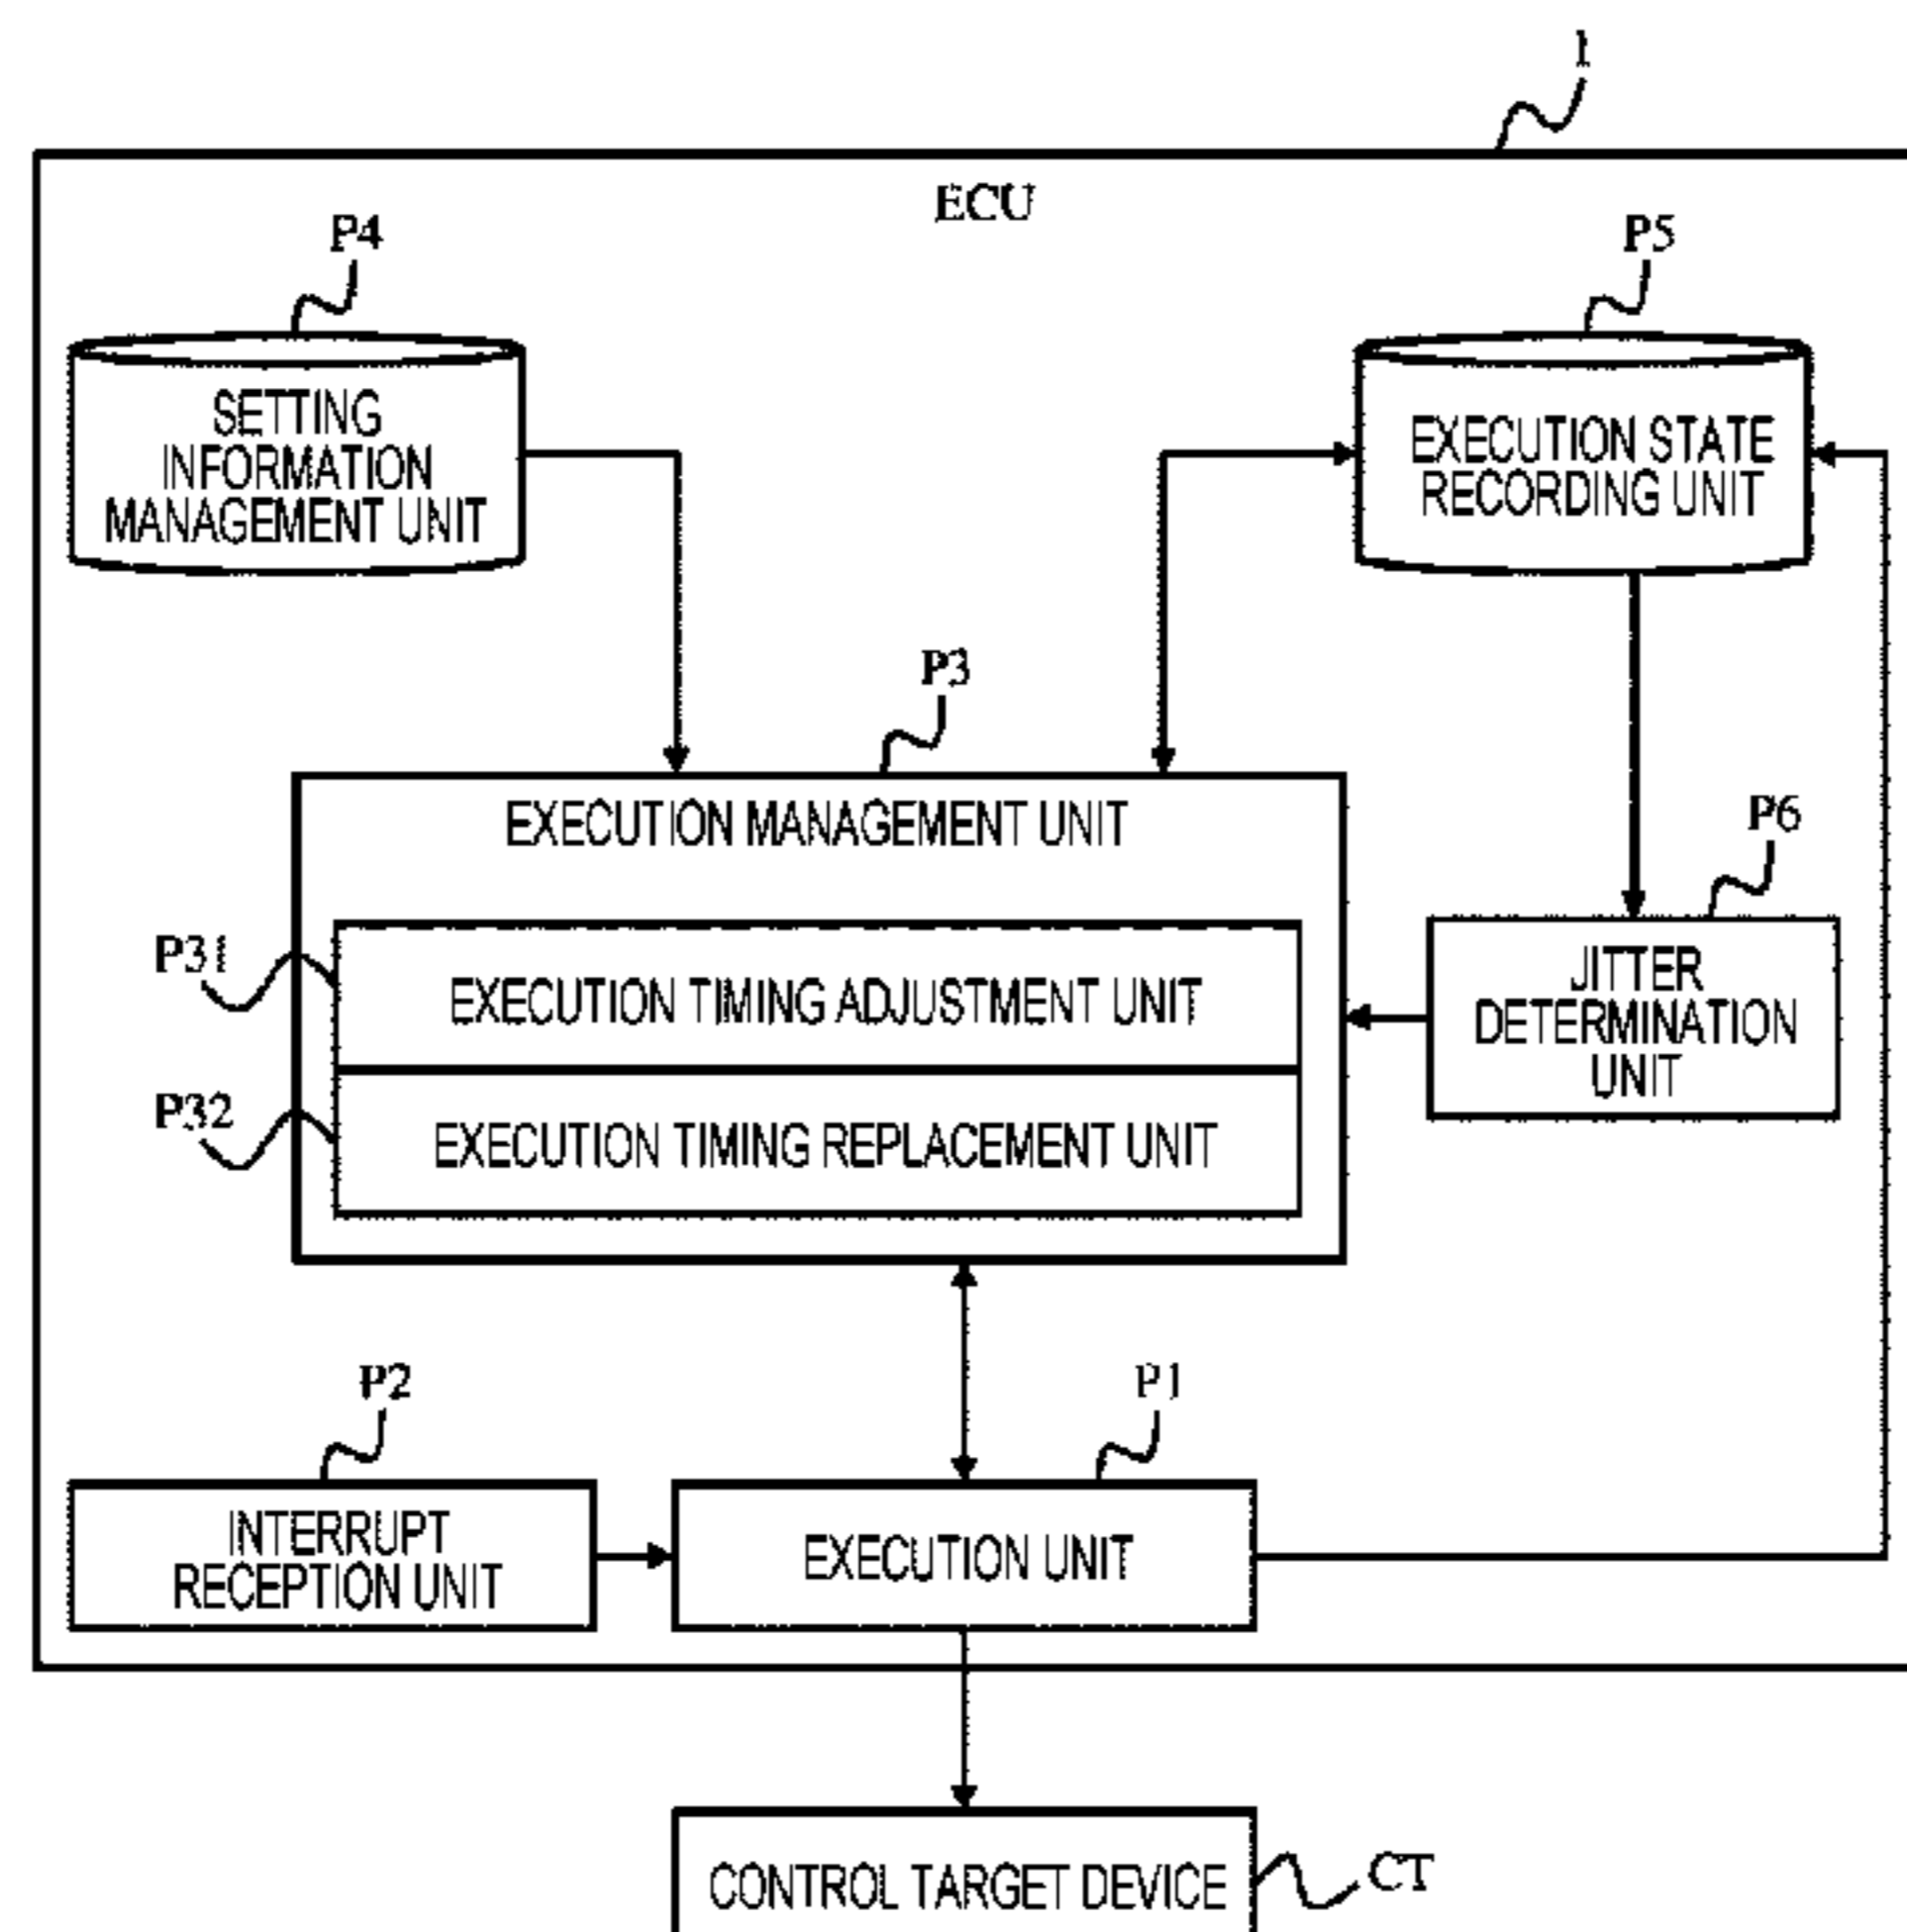 1
ECU
P4
P5
SETTING
INFORMATION
MANAGEMENT UNIT
EXECUTION STATE
RECORDING UNIT
P3
EXECUTION MANAGEMENT UNIT
P6
P31
EXECUTION TIMING ADJUSTMENT UNIT
JITTER
DETERMINATION
UNIT
P32
EXECUTION TIMING REPLACEMENT UNIT
P2
P1
INTERRUPT
RECEPTION UNIT
EXECUTION UNIT
CONTROL TARGET DEVICE
CT